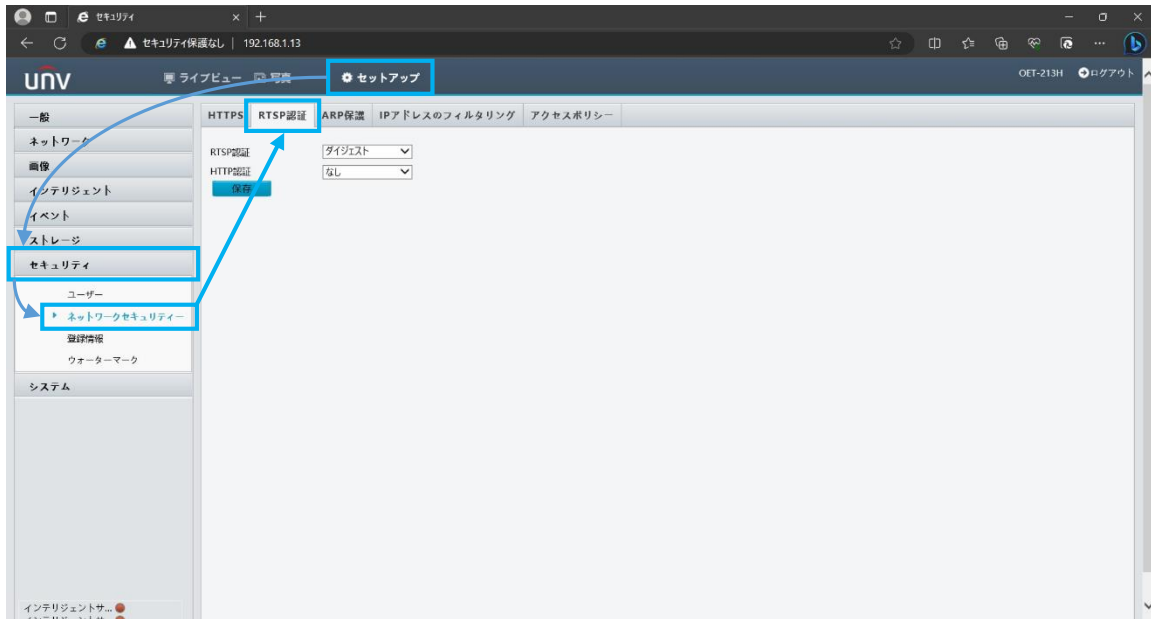 セキュリティ
セキュリティ保護なし | 192.168.1.13
unv ライブビュー 写真 セットアップ OET-213H ログアウト
HTTPS RTSP認証 ARP保護 IPアドレスのフィルタリング アクセスポリシー
一般
ネットワーク
画像
インテリジェント
イベント
ストレージ
セキュリティ
ユーザー
ネットワークセキュリティー
登録情報
ウォーターマーク
システム
RTSP認証 ダイジェスト
HTTP認証 なし
保存
インテリジェントサ...